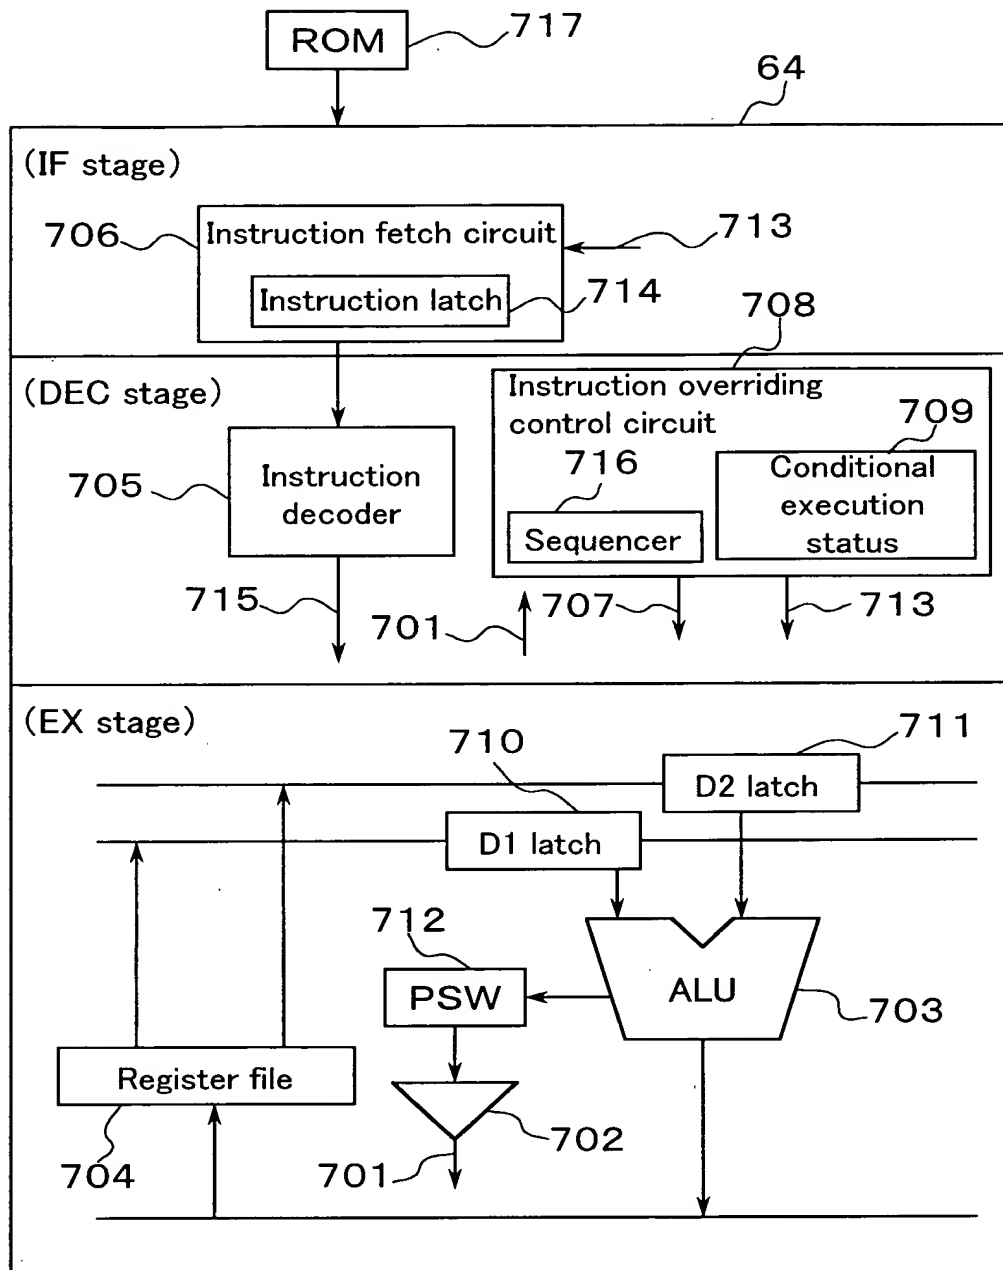 ROM
717
64
(IF stage)
706
Instruction fetch circuit
713
Instruction latch
714
708
(DEC stage)
Instruction overriding
control circuit
709
705
Instruction
decoder
716
Sequencer
Conditional
execution
status
715
701
707
713
(EX stage)
710
711
D2 latch
D1 latch
712
PSW
ALU
703
Register file
704
702
701